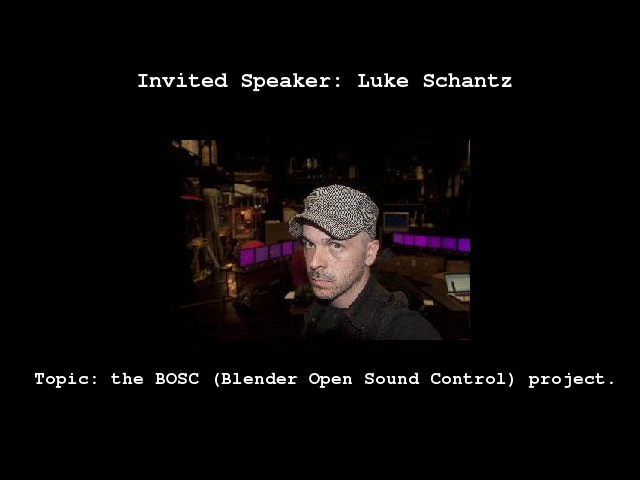 Invited Speaker: Luke Schantz
Topic: the BOSC (Blender Open Sound Control) project.